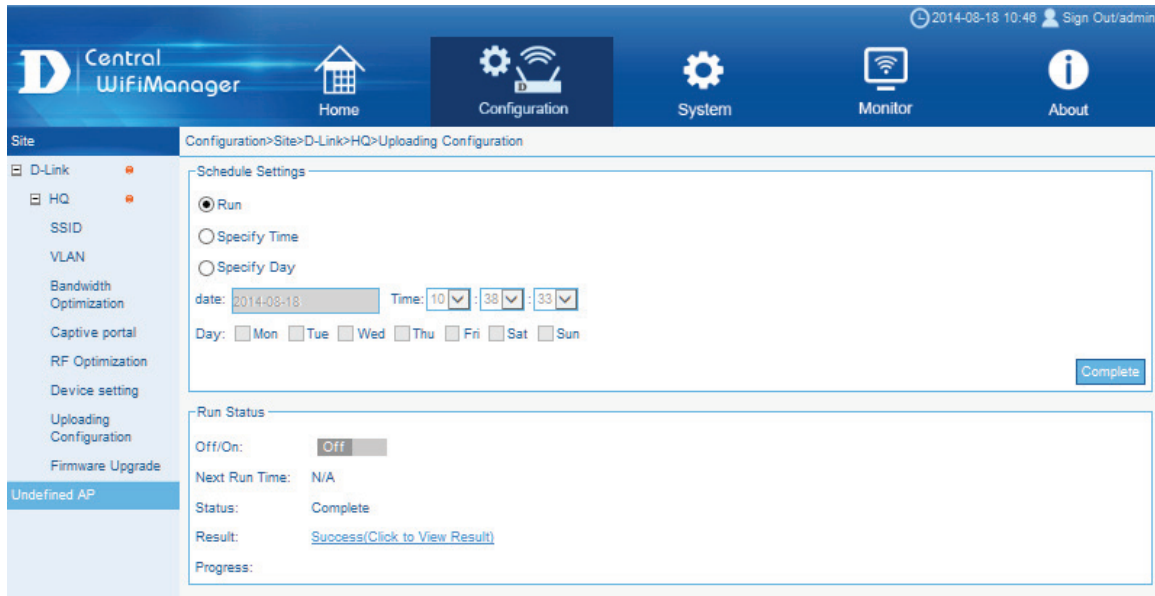 2014-08-18 10:46 Sign Out/admin
D Central
WiFiManager
Home Configuration System Monitor About
D
Site
Configuration>Site>D-Link>HQ>Uploading Configuration
D-Link
HQ
SSID
VLAN
Bandwidth
Optimization
Captive portal
RF Optimization
Device setting
Uploading
Configuration
Firmware Upgrade
Undefined AP
Schedule Settings
Run
Specify Time
Specify Day
date: 2014-08-18 Time: 10 : 38 : 33
Day: Mon Tue Wed Thu Fri Sat Sun
Complete
Run Status
Off/On: Off
Next Run Time: N/A
Status: Complete
Result: Success(Click to View Result)
Progress: